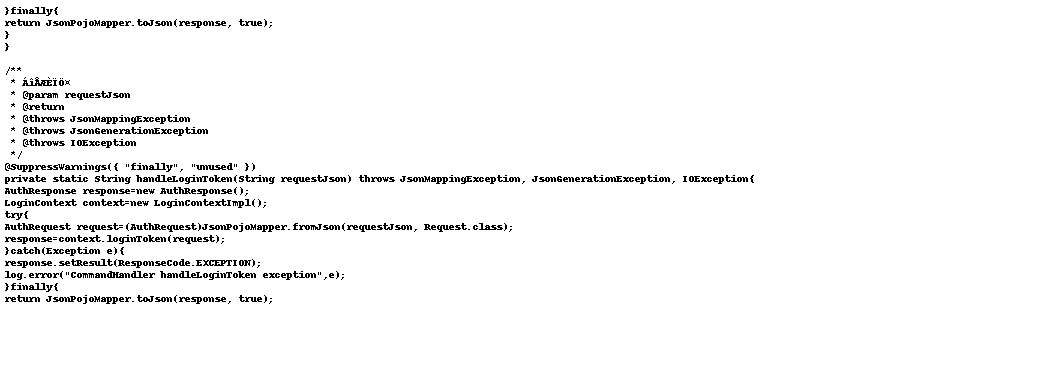 }finally{
return JsonPojoMapper.toJson(response, true);
}
}
/**
* ÁîÅÆÈÏÖ¤
* @param requestJson
* @return
* @throws JsonMappingException
* @throws JsonGenerationException
* @throws IOException
*/
@SuppressWarnings({ "finally", "unused" })
private static String handleLoginToken(String requestJson) throws JsonMappingException, JsonGenerationException, IOException{
AuthResponse response=new AuthResponse();
LoginContext context=new LoginContextImpl();
try{
AuthRequest request=(AuthRequest)JsonPojoMapper.fromJson(requestJson, Request.class);
response=context.loginToken(request);
}catch(Exception e){
response.setResult(ResponseCode.EXCEPTION);
log.error("CommandHandler handleLoginToken exception",e);
}finally{
return JsonPojoMapper.toJson(response, true);